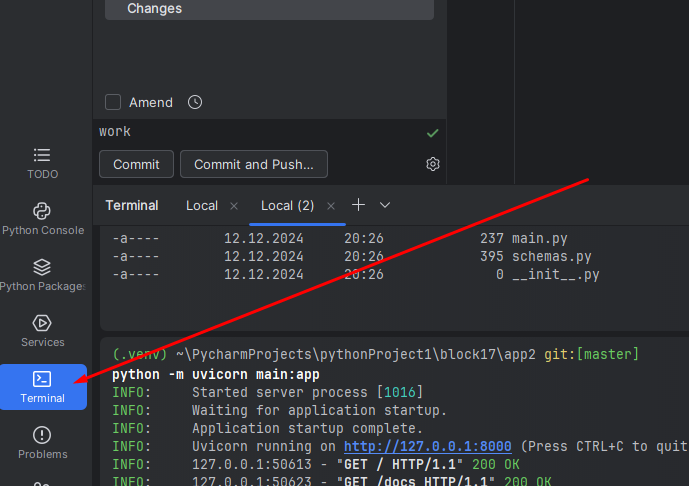 Changes
Amend
work
Commit
Commit and Push...
TODO
Python Console
Python Packages
Services
Terminal
Problems
Terminal Local Local (2)
-a---- 12.12.2024 20:26 237 main.py
-a---- 12.12.2024 20:26 395 schemas.py
-a---- 12.12.2024 20:26 0 __init__.py
(.venv) ~\PycharmProjects\pythonProject1\block17\app2 git:[master]
python -m uvicorn main:app
INFO: Started server process [1016]
INFO: Waiting for application startup.
INFO: Application startup complete.
INFO: Uvicorn running on http://127.0.0.1:8000 (Press CTRL+C to quit
INFO: 127.0.0.1:50613 - "GET / HTTP/1.1" 200 OK
INFO: 127.0.0.1:50623 - "GET /docs HTTP/1.1" 200 OK